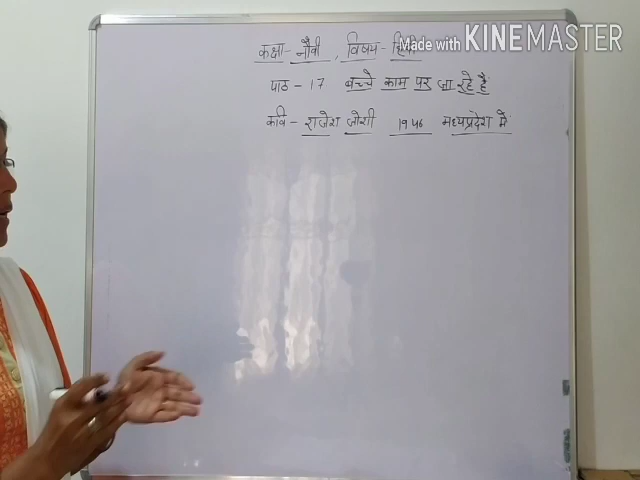 कक्षा- नौवी , विषय- हिंदी
Made with KINEMASTER
पाठ - 17 बच्चे काम पर जा रहे हैं
कवि - राजेश जोशी 1946 मध्यप्रदेश में